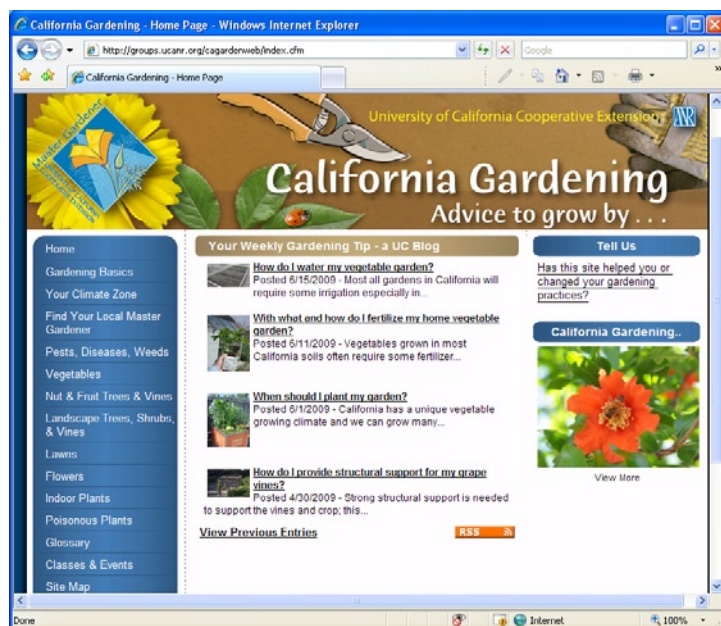 California Gardening - Home Page - Windows Internet Explorer
http://groups.ucanr.org/cagardenweb/index.cfm
Google
California Gardening - Home Page
Master Gardener
University of California Cooperative Extension
ANR
California Gardening
Advice to grow by . . .
Home
Gardening Basics
Your Climate Zone
Find Your Local Master
Gardener
Pests, Diseases, Weeds
Vegetables
Nut & Fruit Trees & Vines
Landscape Trees, Shrubs,
& Vines
Lawns
Flowers
Indoor Plants
Poisonous Plants
Glossary
Classes & Events
Site Map
Your Weekly Gardening Tip - a UC Blog
How do I water my vegetable garden?
Posted 6/15/2009 - Most all gardens in California will
require some irrigation especially in...
With what and how do I fertilize my home vegetable
garden?
Posted 6/11/2009 - Vegetables grown in most
California soils often require some fertilizer...
When should I plant my garden?
Posted 6/1/2009 - California has a unique vegetable
growing climate and we can grow many...
How do I provide structural support for my grape
vines?
Posted 4/30/2009 - Strong structural support is needed
to support the vines and crop; this...
View Previous Entries
RSS
Tell Us
Has this site helped you or
changed your gardening
practices?
California Gardening..
View More
Done
Internet
100%